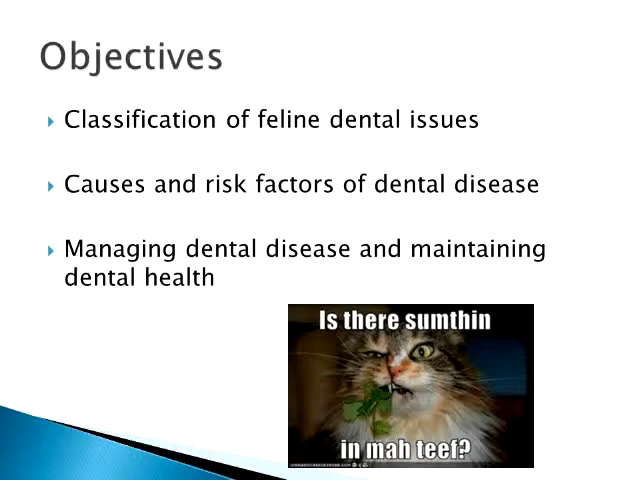 Objectives
Classification of feline dental issues
Causes and risk factors of dental disease
Managing dental disease and maintaining
dental health
Is there sumthin
in mah teef?